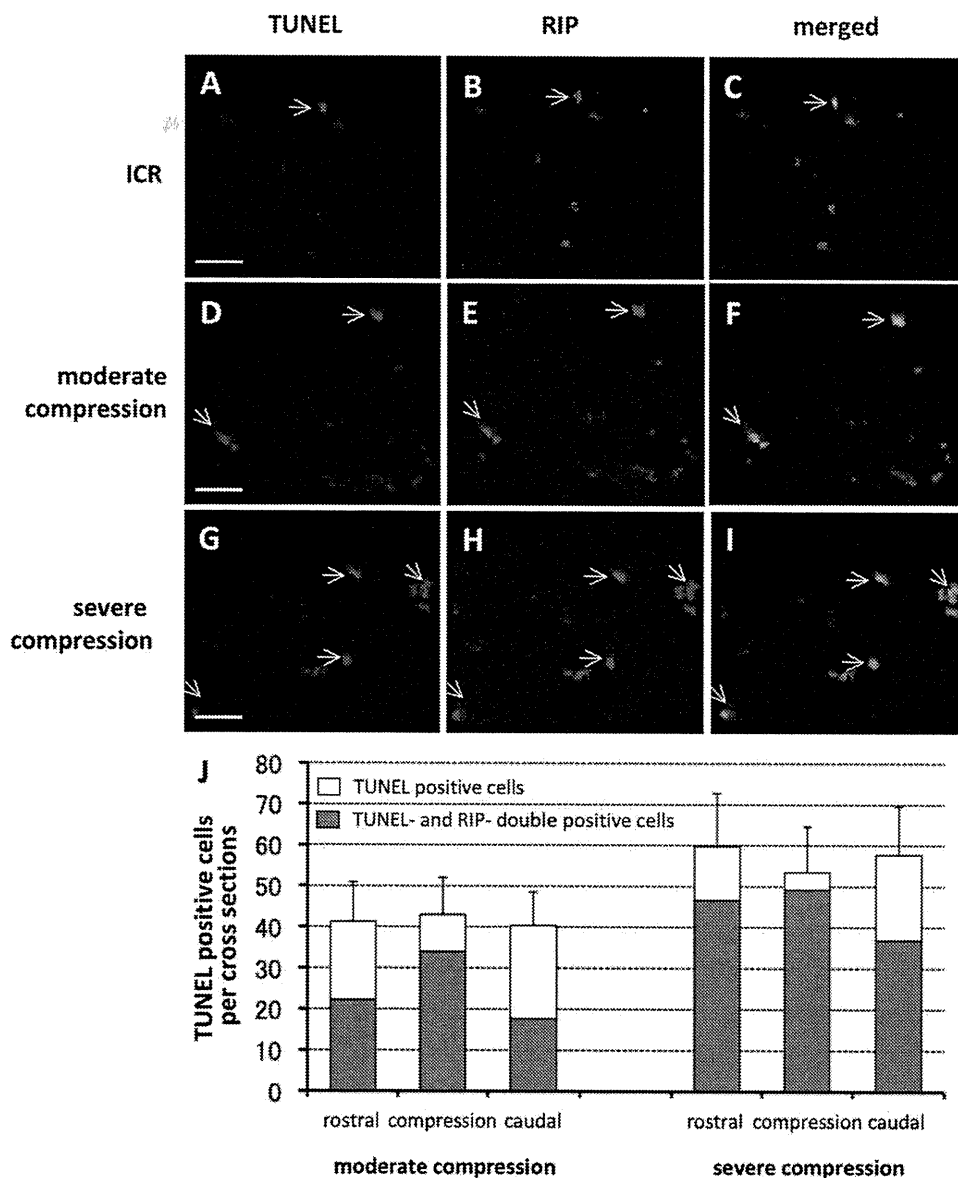 TUNEL RIP merged
A B C
ICR
D E F
moderate
compression
G H I
severe
compression
J
80
70
60
50
40
30
20
10
0
TUNEL positive cells
per cross sections
TUNEL positive cells
TUNEL- and RIP- double positive cells
rostral compression caudal rostral compression caudal
moderate compression severe compression